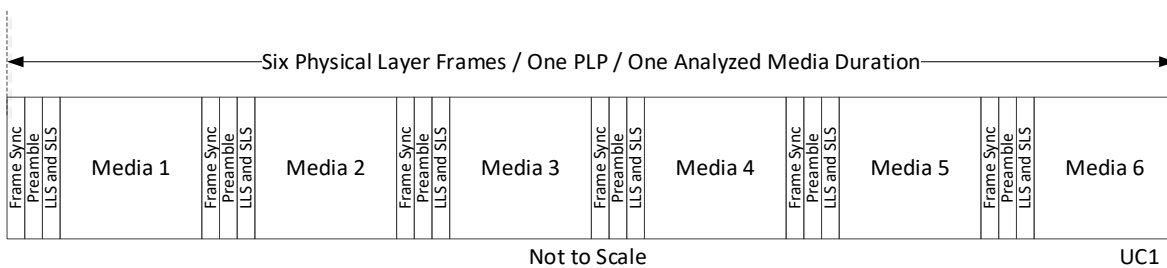 Six Physical Layer Frames / One PLP / One Analyzed Media Duration
Frame Sync
Preamble
LLS and SLS
Media 1
Frame Sync
Preamble
LLS and SLS
Media 2
Frame Sync
Preamble
LLS and SLS
Media 3
Frame Sync
Preamble
LLS and SLS
Media 4
Frame Sync
Preamble
LLS and SLS
Media 5
Frame Sync
Preamble
LLS and SLS
Media 6
Not to Scale
UC1